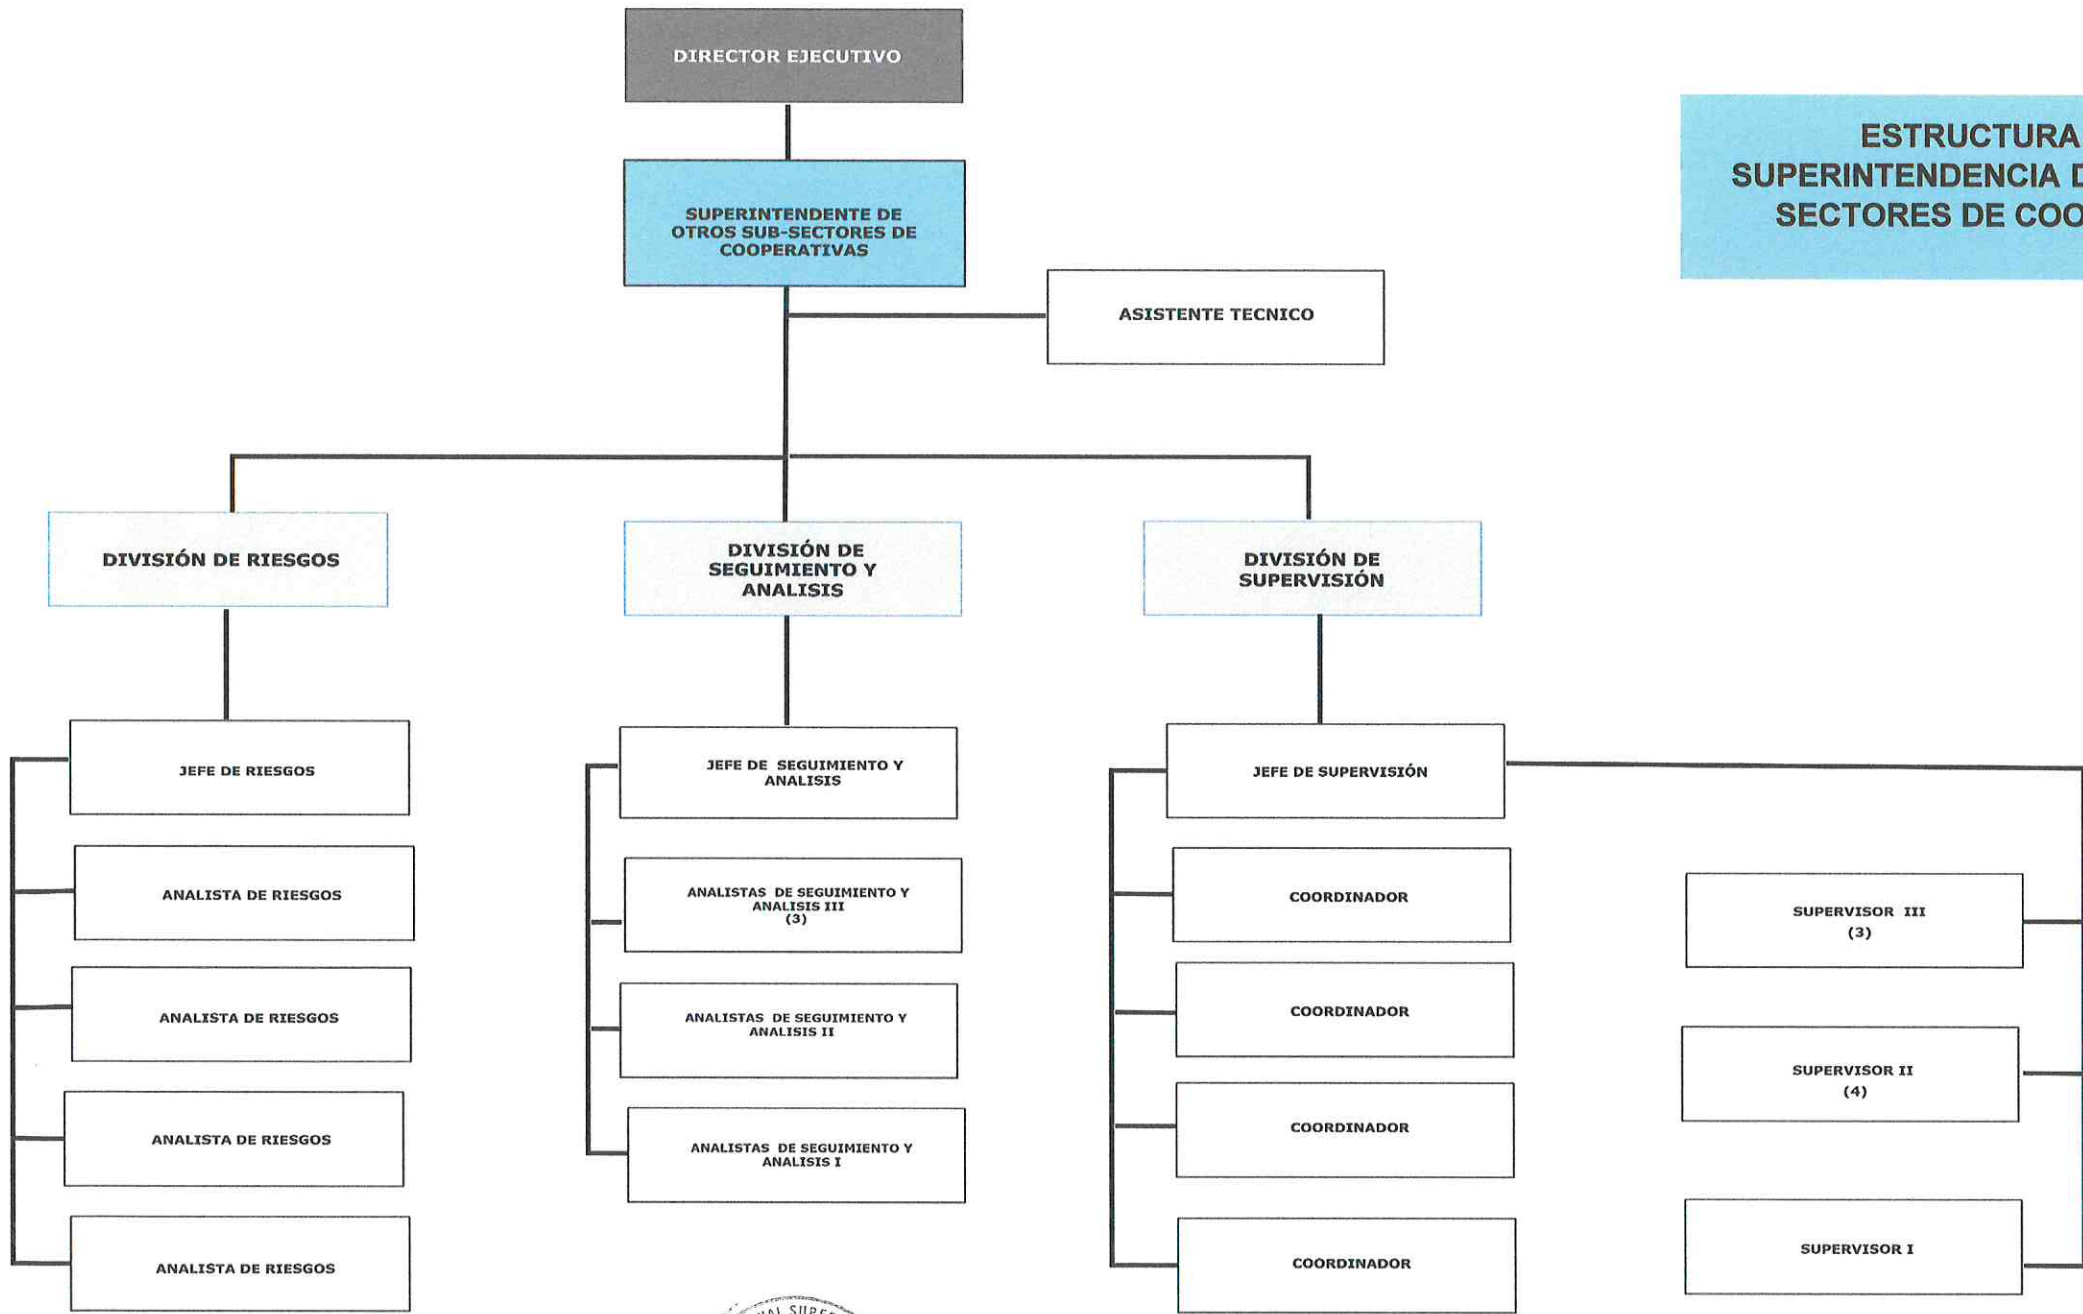 DIRECTOR EJECUTIVO
ESTRUCTURA
SUPERINTENDENCIA
SECTORES DE
SUPERINTENDENTE DE
OTROS SUB-SECTORES DE
COOPERATIVAS
ASISTENTE TECNICO
DIVISIÓN DE RIESGOS
DIVISIÓN DE
SEGUIMIENTO Y
ANALISIS
DIVISIÓN DE
SUPERVISIÓN
JEFE DE RIESGOS
ANALISTA DE RIESGOS
ANALISTA DE RIESGOS
ANALISTA DE RIESGOS
ANALISTA DE RIESGOS
JEFE DE SEGUIMIENTO Y
ANALISIS
ANALISTAS DE SEGUIMIENTO Y
ANALISIS III
(3)
ANALISTAS DE SEGUIMIENTO Y
ANALISIS II
ANALISTAS DE SEGUIMIENTO Y
ANALISIS I
JEFE DE SUPERVISIÓN
COORDINADOR
COORDINADOR
COORDINADOR
COORDINADOR
SUPERVISOR III
(3)
SUPERVISOR II
(4)
SUPERVISOR I